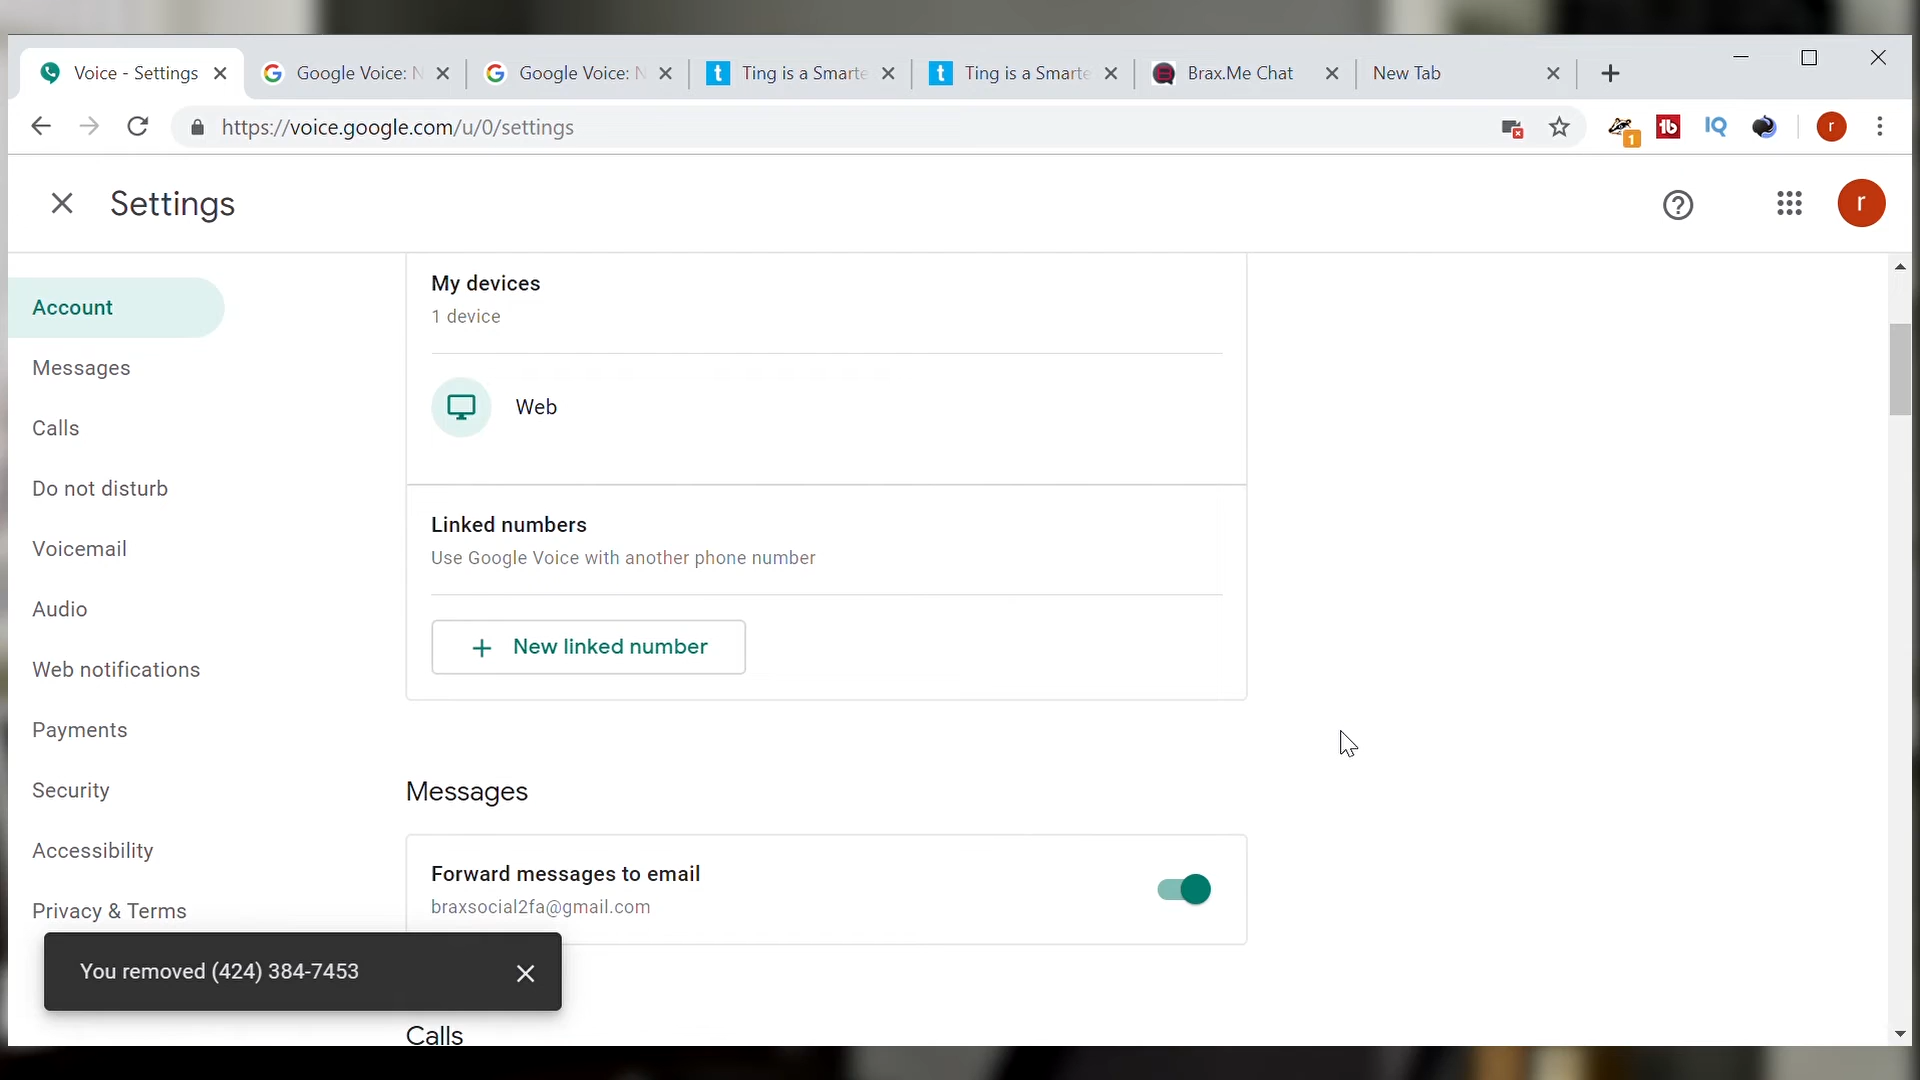 Voice - Settings
Google Voice: N
Google Voice: N
Ting is a Smarte
Ting is a Smarte
Brax.Me Chat
New Tab
https://voice.google.com/u/0/settings
1
tb
IQ
r
Settings
r
Account
Messages
Calls
Do not disturb
Voicemail
Audio
Web notifications
Payments
Security
Accessibility
Privacy & Terms
My devices
1 device
Web
Linked numbers
Use Google Voice with another phone number
+ New linked number
Messages
Forward messages to email
braxsocial2fa@gmail.com
You removed (424) 384-7453
Calls